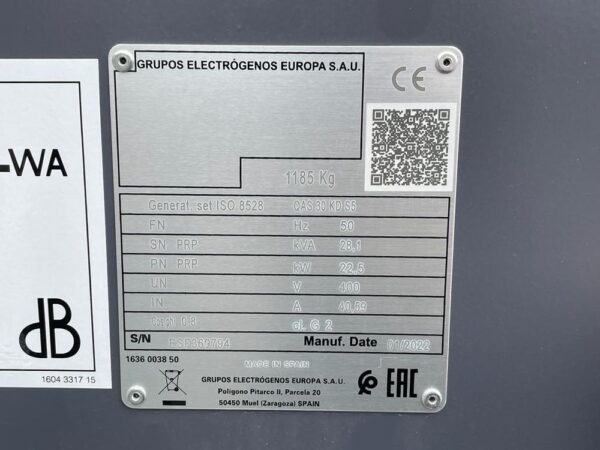 GRUPOS ELECTRÓGENOS EUROPA S.A.U.
CE
1185 Kg
Generat. set ISO 8528 QAS 30 KD S5
FN Hz 50
SN PRP kVA 28,1
PN PRP kW 22,5
UN V 400
IN A 40,59
0,8 cl. G 2
S/N ESP369794 Manuf. Date 01/2022
1636 0038 50
MADE IN SPAIN
GRUPOS ELECTRÓGENOS EUROPA S.A.U.
Polígono Pitarco II, Parcela 20
50450 Muel (Zaragoza) SPAIN
EAC
WA
dB
1604 3317 15